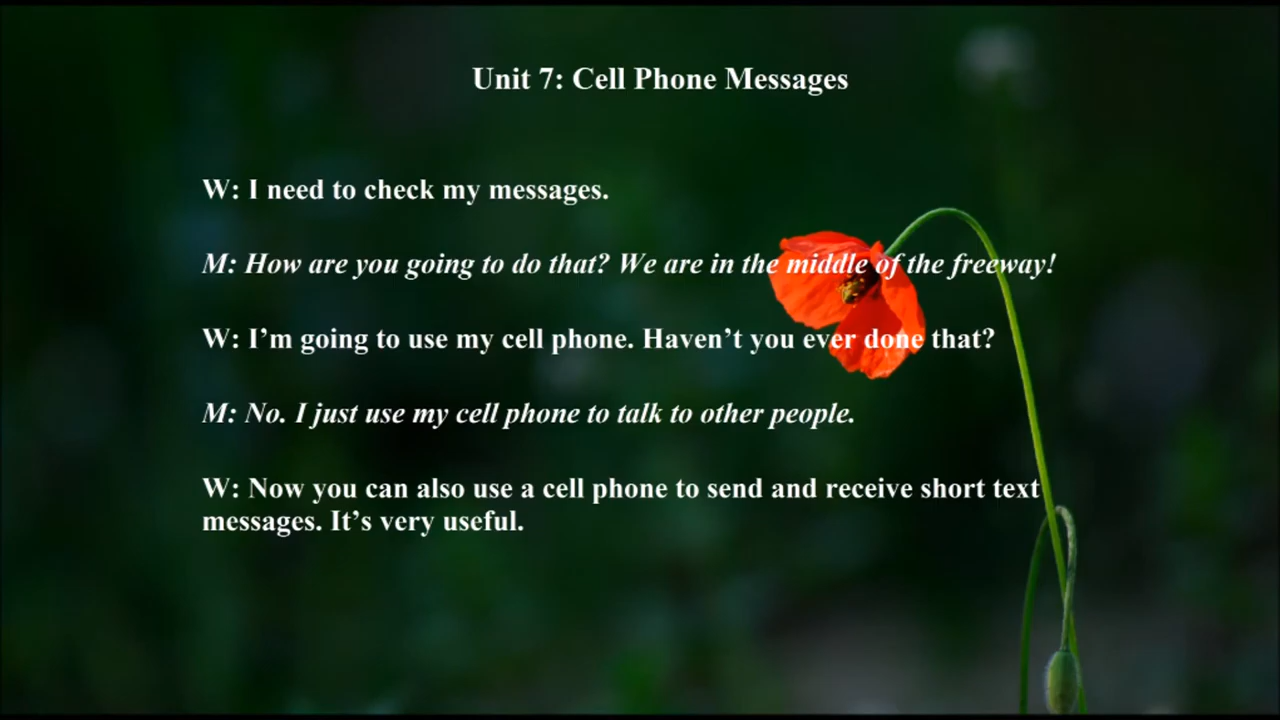 Unit 7: Cell Phone Messages
W: I need to check my messages.
M: How are you going to do that? We are in the middle of the freeway!
W: I’m going to use my cell phone. Haven’t you ever done that?
M: No. I just use my cell phone to talk to other people.
W: Now you can also use a cell phone to send and receive short text
messages. It’s very useful.